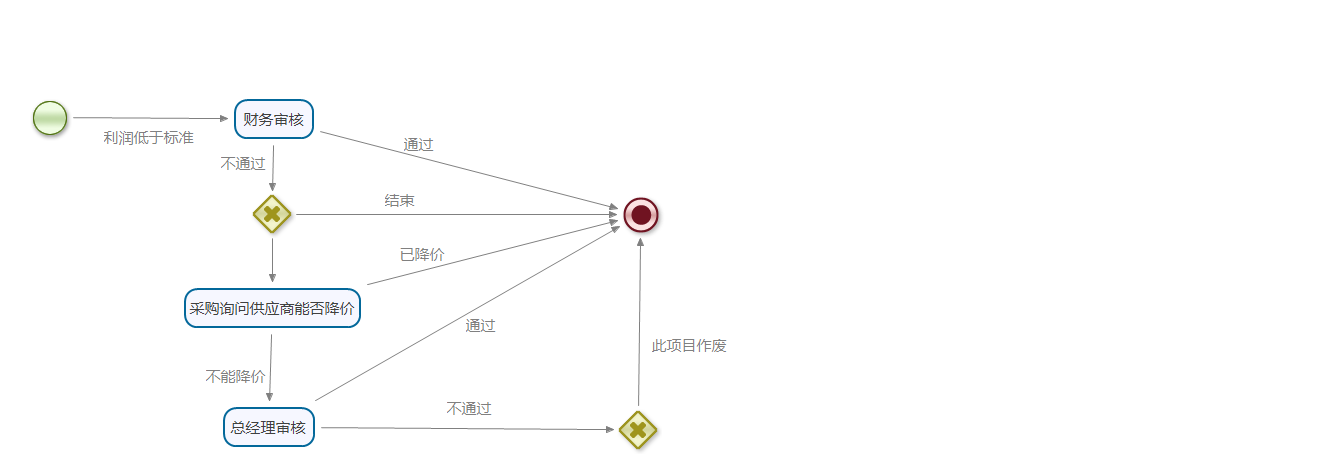 财务审核
利润低于标准
通过
不通过
结束
已降价
采购询问供应商能否降价
通过
此项目作废
不能降价
不通过
总经理审核